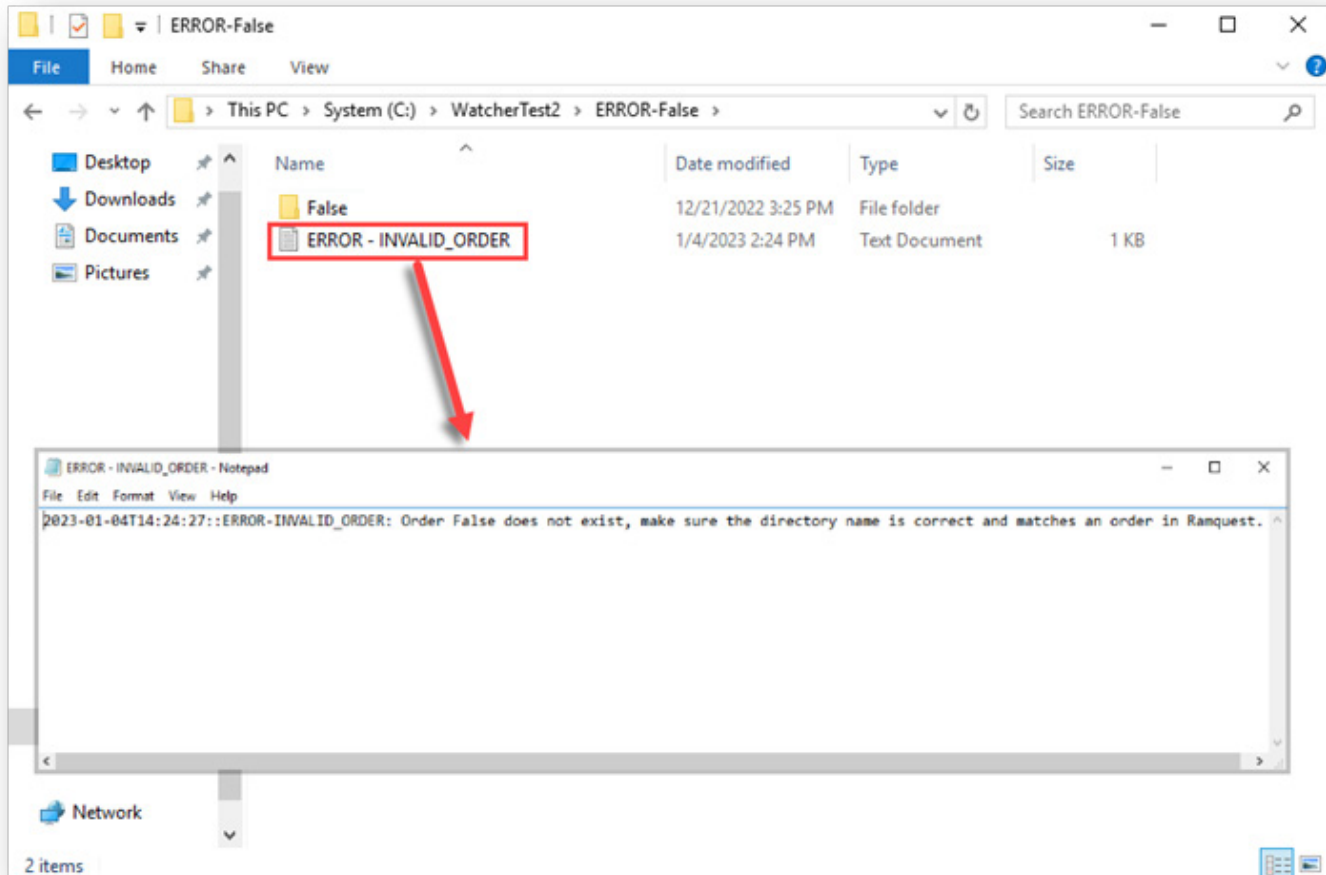 ERROR-False
File Home Share View
This PC > System (C:) > WatcherTest2 > ERROR-False >
Search ERROR-False
Name Date modified Type Size
Desktop
Downloads
Documents
Pictures
False 12/21/2022 3:25 PM File folder
ERROR - INVALID_ORDER 1/4/2023 2:24 PM Text Document 1 KB
ERROR - INVALID_ORDER - Notepad
File Edit Format View Help
2023-01-04T14:24:27::ERROR-INVALID_ORDER: Order False does not exist, make sure the directory name is correct and matches an order in Ramquest.
Network
2 items